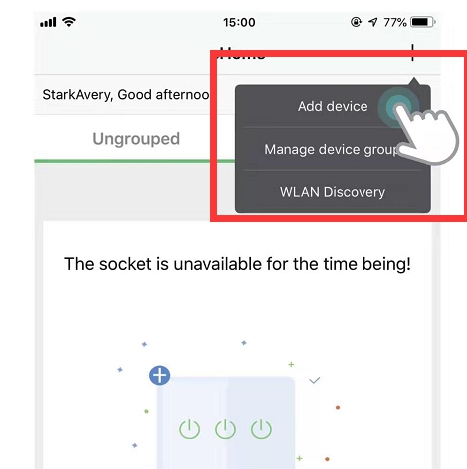 15:00
77%
Home
StarkAvery, Good afternoo
Ungrouped
Add device
Manage device group
WLAN Discovery
The socket is unavailable for the time being!